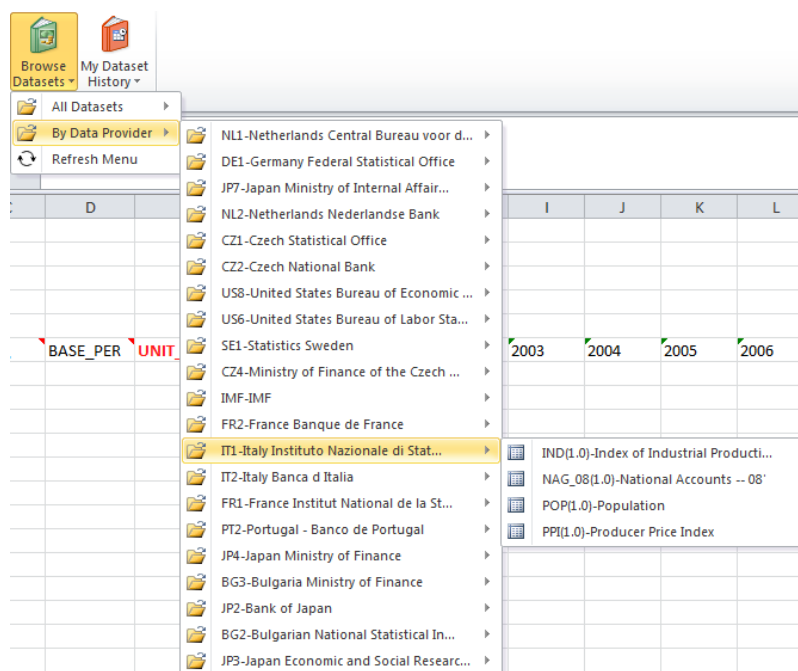 Browse Datasets
My Dataset History
All Datasets
By Data Provider
Refresh Menu
NL1-Netherlands Central Bureau voor d...
DE1-Germany Federal Statistical Office
JP7-Japan Ministry of Internal Affair...
NL2-Netherlands Nederlandse Bank
CZ1-Czech Statistical Office
CZ2-Czech National Bank
US8-United States Bureau of Economic ...
US6-United States Bureau of Labor Sta...
SE1-Statistics Sweden
CZ4-Ministry of Finance of the Czech ...
IMF-IMF
FR2-France Banque de France
IT1-Italy Instituto Nazionale di Stat...
IT2-Italy Banca d Italia
FR1-France Institut National de la St...
PT2-Portugal - Banco de Portugal
JP4-Japan Ministry of Finance
BG3-Bulgaria Ministry of Finance
JP2-Bank of Japan
BG2-Bulgarian National Statistical In...
JP3-Japan Economic and Social Researc...
IND(1.0)-Index of Industrial Producti...
NAG_08(1.0)-National Accounts -- 08'
POP(1.0)-Population
PPI(1.0)-Producer Price Index
D I J K L
BASE_PER UNIT_ 2003 2004 2005 2006